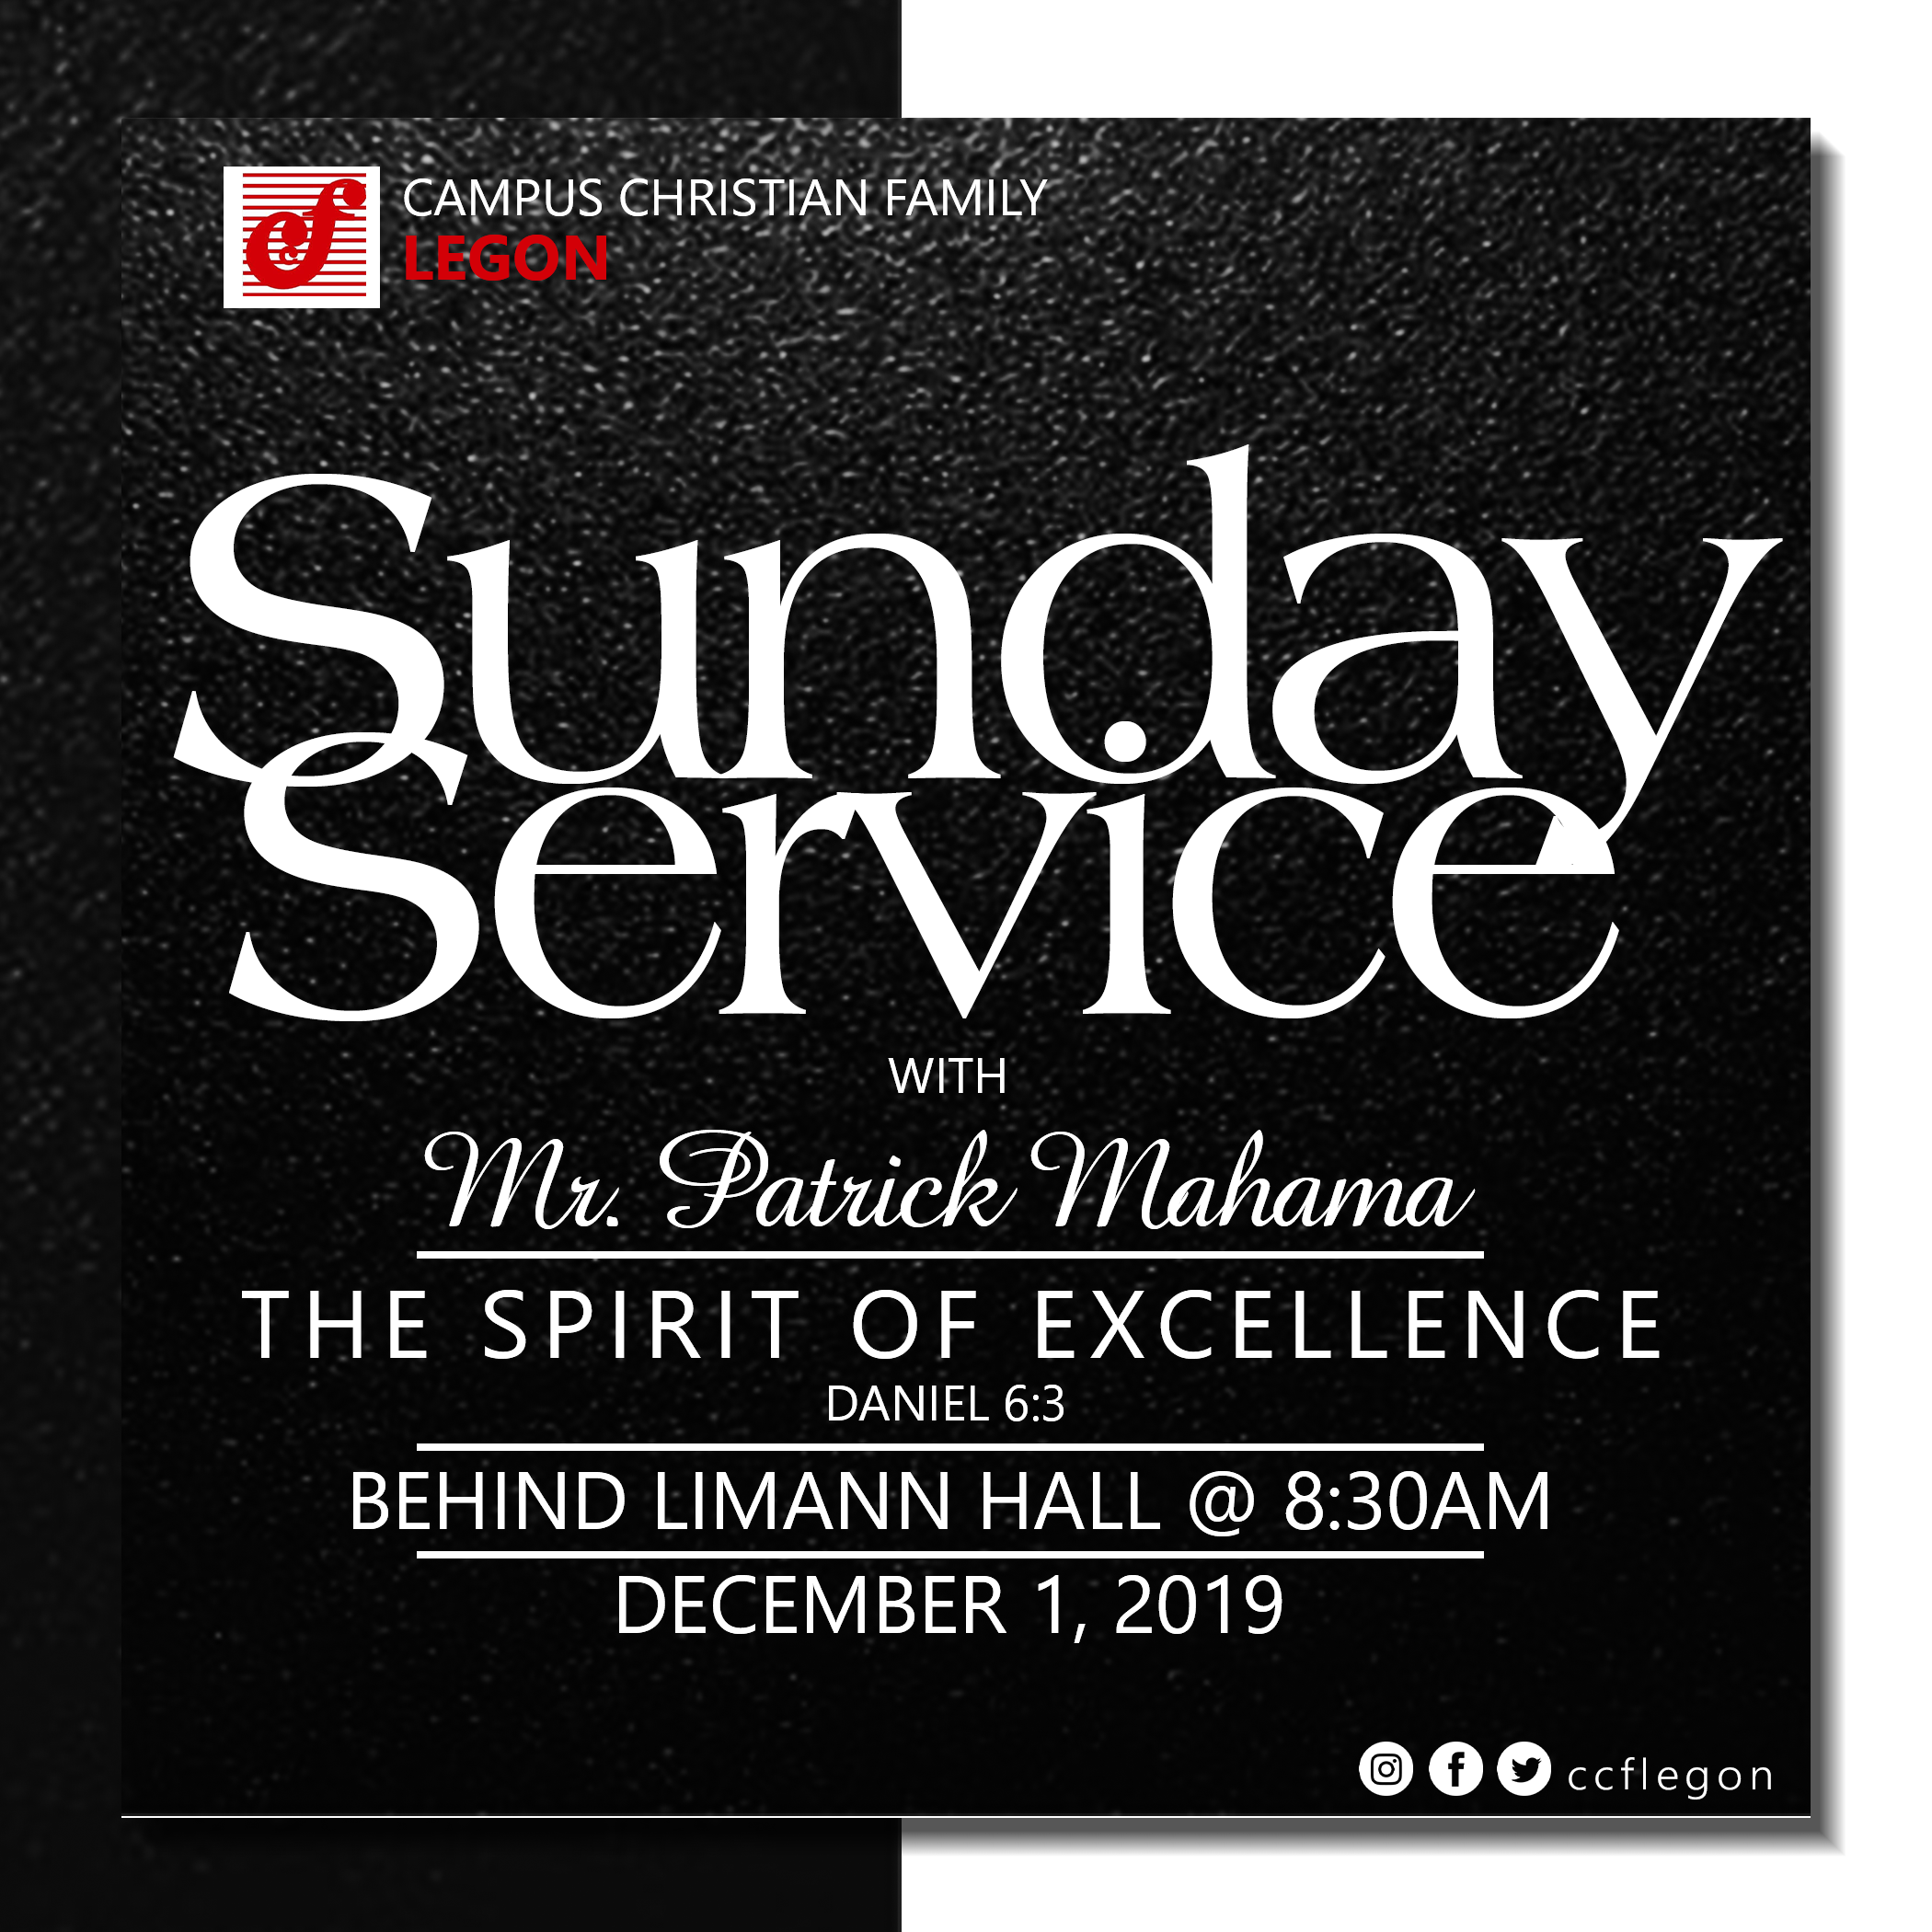 CAMPUS CHRISTIAN FAMILY
LEGON
Sunday
Service
WITH
Mr. Patrick Mahama
THE SPIRIT OF EXCELLENCE
DANIEL 6:3
BEHIND LIMANN HALL @ 8:30AM
DECEMBER 1, 2019
ccflegon